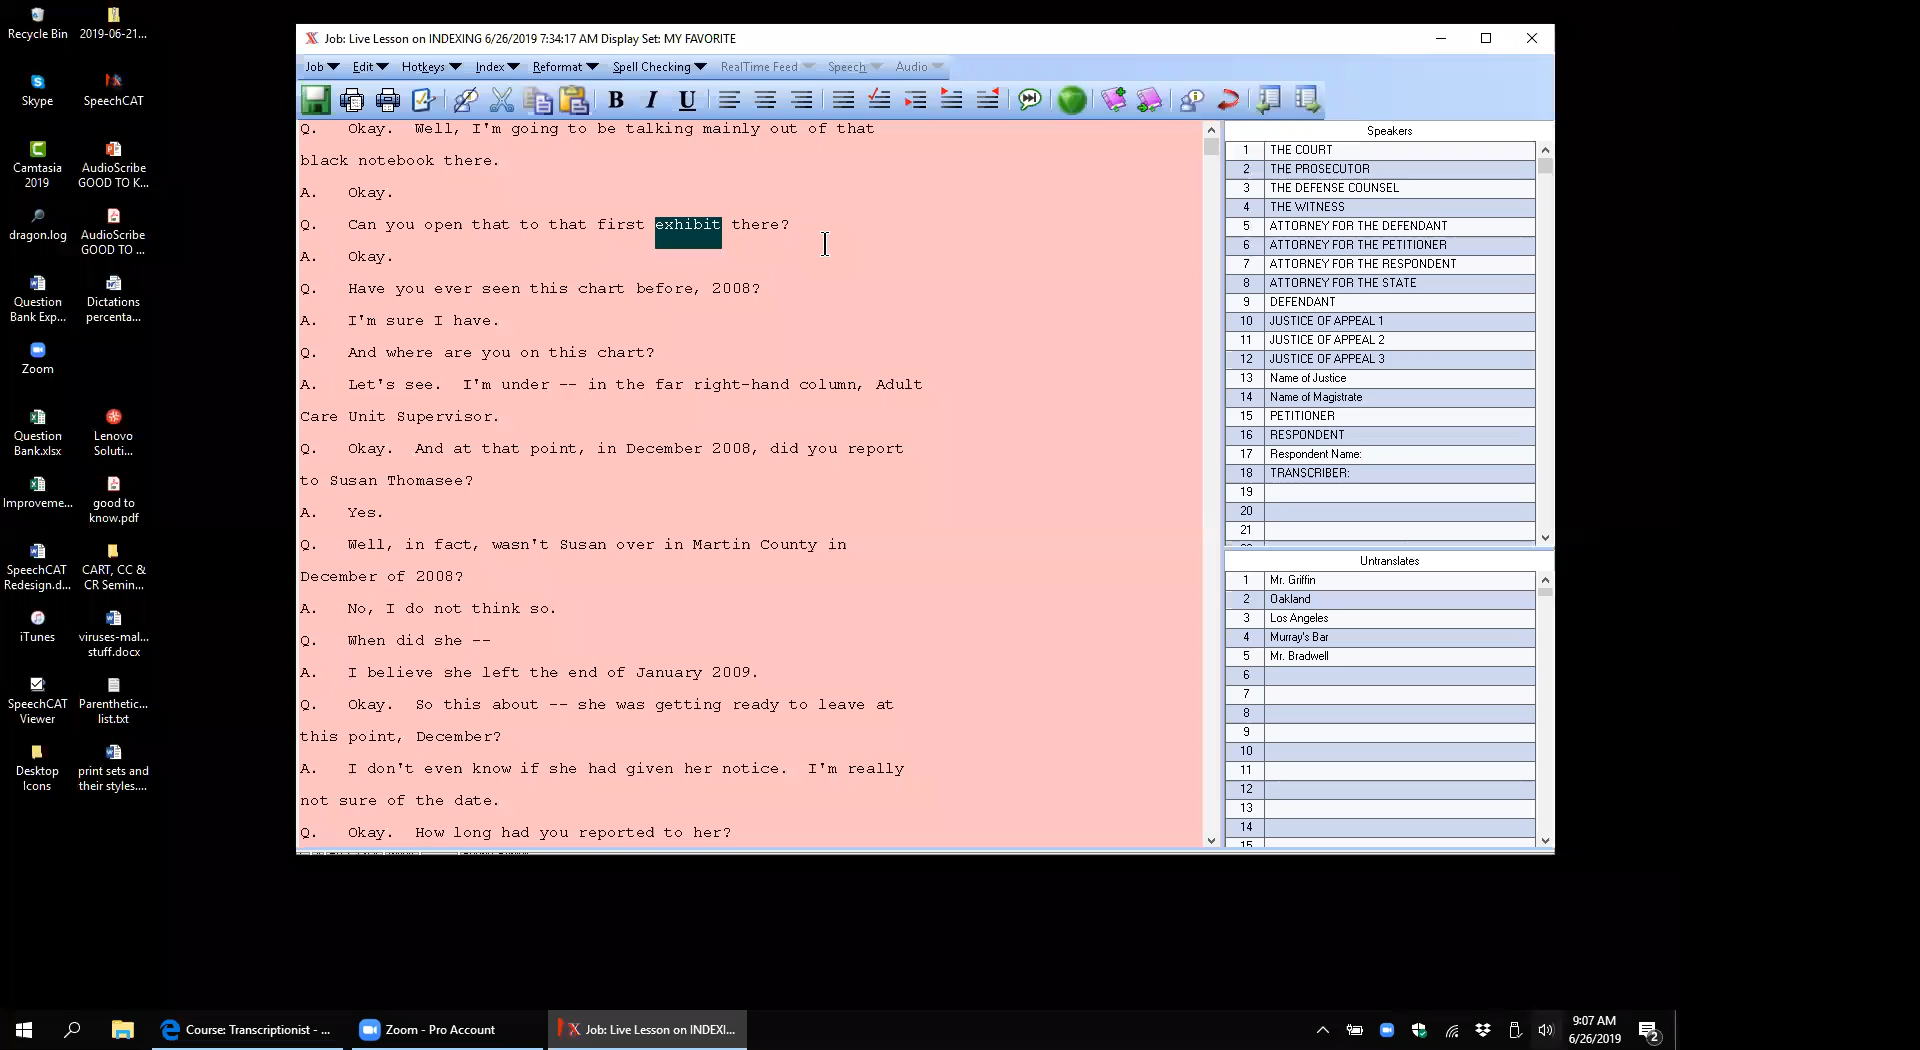 Recycle Bin
2019-06-21...
Skype
SpeechCAT
Camtasia
2019
AudioScribe
GOOD TO K...
dragon.log
AudioScribe
GOOD TO ...
Question
Bank Exp...
Dictations
percenta...
Zoom
Question
Bank.xlsx
Lenovo
Soluti...
Improveme...
good to
know.pdf
SpeechCAT
Redesign.d...
CART, CC &
CR Semin...
iTunes
viruses-mal...
stuff.docx
SpeechCAT
Viewer
Parenthetic...
list.txt
Desktop
Icons
print sets and
their styles....
Job: Live Lesson on INDEXING 6/26/2019 7:34:17 AM Display Set: MY FAVORITE
Job Edit Hotkeys Index Reformat Spell Checking RealTime Feed Speech Audio
B I U
Q. Okay. Well, I'm going to be talking mainly out of that
black notebook there.
A. Okay.
Q. Can you open that to that first exhibit there?
A. Okay.
Q. Have you ever seen this chart before, 2008?
A. I'm sure I have.
Q. And where are you on this chart?
A. Let's see. I'm under -- in the far right-hand column, Adult
Care Unit Supervisor.
Q. Okay. And at that point, in December 2008, did you report
to Susan Thomasee?
A. Yes.
Q. Well, in fact, wasn't Susan over in Martin County in
December of 2008?
A. No, I do not think so.
Q. When did she --
A. I believe she left the end of January 2009.
Q. Okay. So this about -- she was getting ready to leave at
this point, December?
A. I don't even know if she had given her notice. I'm really
not sure of the date.
Q. Okay. How long had you reported to her?
Speakers
1 THE COURT
2 THE PROSECUTOR
3 THE DEFENSE COUNSEL
4 THE WITNESS
5 ATTORNEY FOR THE DEFENDANT
6 ATTORNEY FOR THE PETITIONER
7 ATTORNEY FOR THE RESPONDENT
8 ATTORNEY FOR THE STATE
9 DEFENDANT
10 JUSTICE OF APPEAL 1
11 JUSTICE OF APPEAL 2
12 JUSTICE OF APPEAL 3
13 Name of Justice
14 Name of Magistrate
15 PETITIONER
16 RESPONDENT
17 Respondent Name:
18 TRANSCRIBER:
19
20
21
Untranslates
1 Mr. Griffin
2 Oakland
3 Los Angeles
4 Murray's Bar
5 Mr. Bradwell
6
7
8
9
10
11
12
13
14
15
Course: Transcriptionist - ...
Zoom - Pro Account
Job: Live Lesson on INDEXI...
9:07 AM
6/26/2019
2